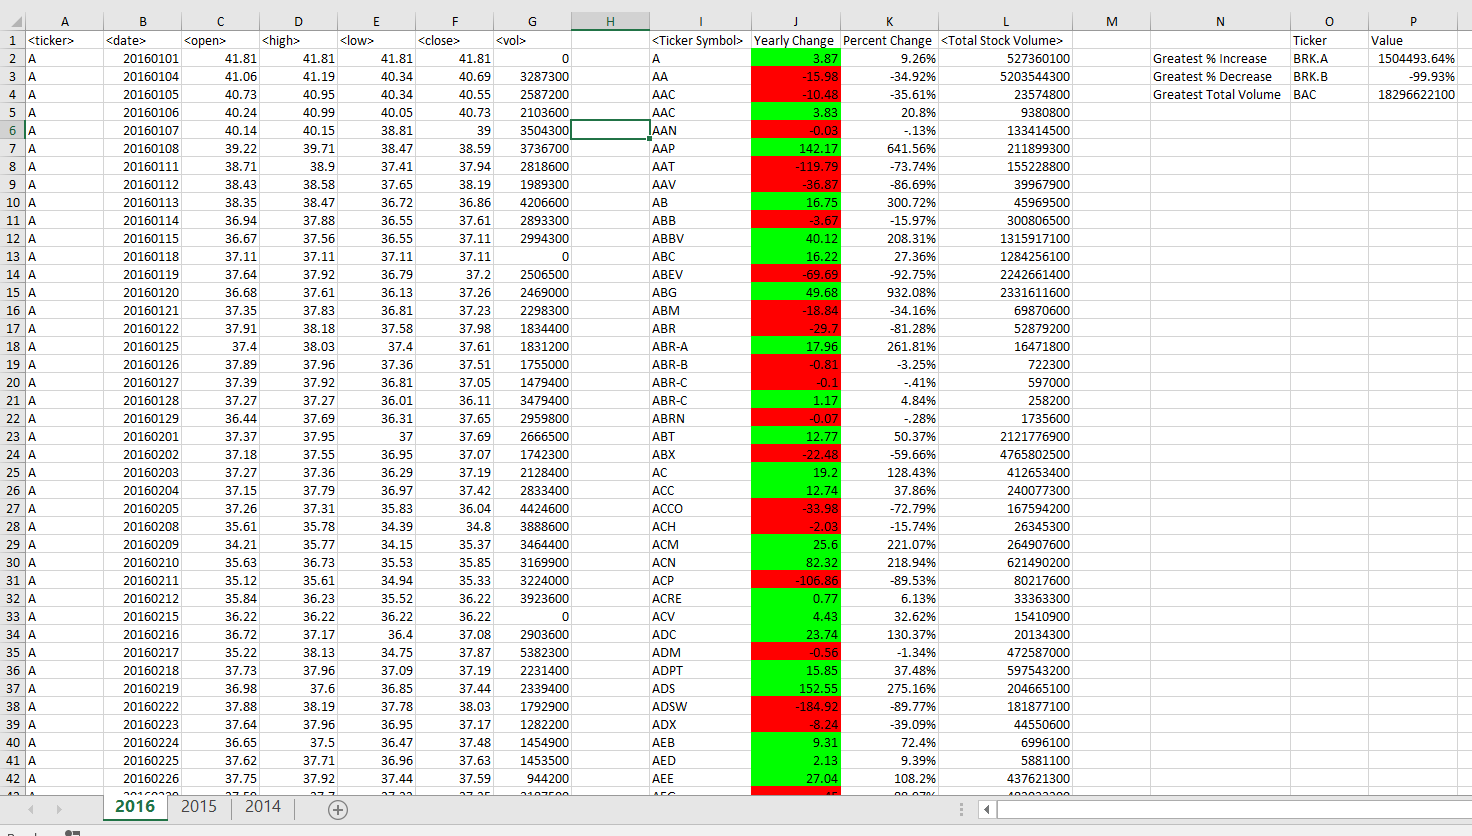 A B C D E F G H I J K L M N O P
1 <ticker> <date> <open> <high> <low> <close> <vol> <Ticker Symbol> Yearly Change Percent Change <Total Stock Volume> Ticker Value
2 A 20160101 41.81 41.81 41.81 41.81 0 A 3.87 9.26% 527360100 Greatest % Increase BRK.A 1504493.64%
3 A 20160104 41.06 41.19 40.34 40.69 3287300 AA -15.98 -34.92% 5203544300 Greatest % Decrease BRK.B -99.93%
4 A 20160105 40.73 40.95 40.34 40.55 2587200 AAC -10.48 -35.61% 23574800 Greatest Total Volume BAC 18296622100
5 A 20160106 40.24 40.99 40.05 40.73 2103600 AAC 3.83 20.8% 9380800
6 A 20160107 40.14 40.15 38.81 39 3504300 AAN -0.03 -.13% 133414500
7 A 20160108 39.22 39.71 38.47 38.59 3736700 AAP 142.17 641.56% 211899300
8 A 20160111 38.71 38.9 37.41 37.94 2818600 AAT -119.79 -73.74% 155228800
9 A 20160112 38.43 38.58 37.65 38.19 1989300 AAV -36.87 -86.69% 39967900
10 A 20160113 38.35 38.47 36.72 36.86 4206600 AB 16.75 300.72% 45969500
11 A 20160114 36.94 37.88 36.55 37.61 2893300 ABB -3.67 -15.97% 300806500
12 A 20160115 36.67 37.56 36.55 37.11 2994300 ABBV 40.12 208.31% 1315917100
13 A 20160118 37.11 37.11 37.11 37.11 0 ABC 16.22 27.36% 1284256100
14 A 20160119 37.64 37.92 36.79 37.2 2506500 ABEV -69.69 -92.75% 2242661400
15 A 20160120 36.68 37.61 36.13 37.26 2469000 ABG 49.68 932.08% 2331611600
16 A 20160121 37.35 37.83 36.81 37.23 2298300 ABM -18.84 -34.16% 69870600
17 A 20160122 37.91 38.18 37.58 37.98 1834400 ABR -29.7 -81.28% 52879200
18 A 20160125 37.4 38.03 37.4 37.61 1831200 ABR-A 17.96 261.81% 16471800
19 A 20160126 37.89 37.96 37.36 37.51 1755000 ABR-B -0.81 -3.25% 722300
20 A 20160127 37.39 37.92 36.81 37.05 1479400 ABR-C -0.1 -.41% 597000
21 A 20160128 37.27 37.27 36.01 36.11 3479400 ABR-C 1.17 4.84% 258200
22 A 20160129 36.44 37.69 36.31 37.65 2959800 ABRN -0.07 -.28% 1735600
23 A 20160201 37.37 37.95 37 37.69 2666500 ABT 12.77 50.37% 2121776900
24 A 20160202 37.18 37.55 36.95 37.07 1742300 ABX -22.48 -59.66% 4765802500
25 A 20160203 37.27 37.36 36.29 37.19 2128400 AC 19.2 128.43% 412653400
26 A 20160204 37.15 37.79 36.97 37.42 2833400 ACC 12.74 37.86% 240077300
27 A 20160205 37.26 37.31 35.83 36.04 4424600 ACCO -33.98 -72.79% 167594200
28 A 20160208 35.61 35.78 34.39 34.8 3888600 ACH -2.03 -15.74% 26345300
29 A 20160209 34.21 35.77 34.15 35.37 3464400 ACM 25.6 221.07% 264907600
30 A 20160210 35.63 36.73 35.53 35.85 3169900 ACN 82.32 218.94% 621490200
31 A 20160211 35.12 35.61 34.94 35.33 3224000 ACP -106.86 -89.53% 80217600
32 A 20160212 35.84 36.23 35.52 36.22 3923600 ACRE 0.77 6.13% 33363300
33 A 20160215 36.22 36.22 36.22 36.22 0 ACV 4.43 32.62% 15410900
34 A 20160216 36.72 37.17 36.4 37.08 2903600 ADC 23.74 130.37% 20134300
35 A 20160217 35.22 38.13 34.75 37.87 5382300 ADM -0.56 -1.34% 472587000
36 A 20160218 37.73 37.96 37.09 37.19 2231400 ADPT 15.85 37.48% 597543200
37 A 20160219 36.98 37.6 36.85 37.44 2339400 ADS 152.55 275.16% 204665100
38 A 20160222 37.88 38.19 37.78 38.03 1792900 ADSW -184.92 -89.77% 181877100
39 A 20160223 37.64 37.96 36.95 37.17 1282200 ADX -8.24 -39.09% 44550600
40 A 20160224 36.65 37.5 36.47 37.48 1454900 AEB 9.31 72.4% 6996100
41 A 20160225 37.62 37.71 36.96 37.63 1453500 AED 2.13 9.39% 5881100
42 A 20160226 37.75 37.92 37.44 37.59 944200 AEE 27.04 108.2% 437621300
2016 2015 2014